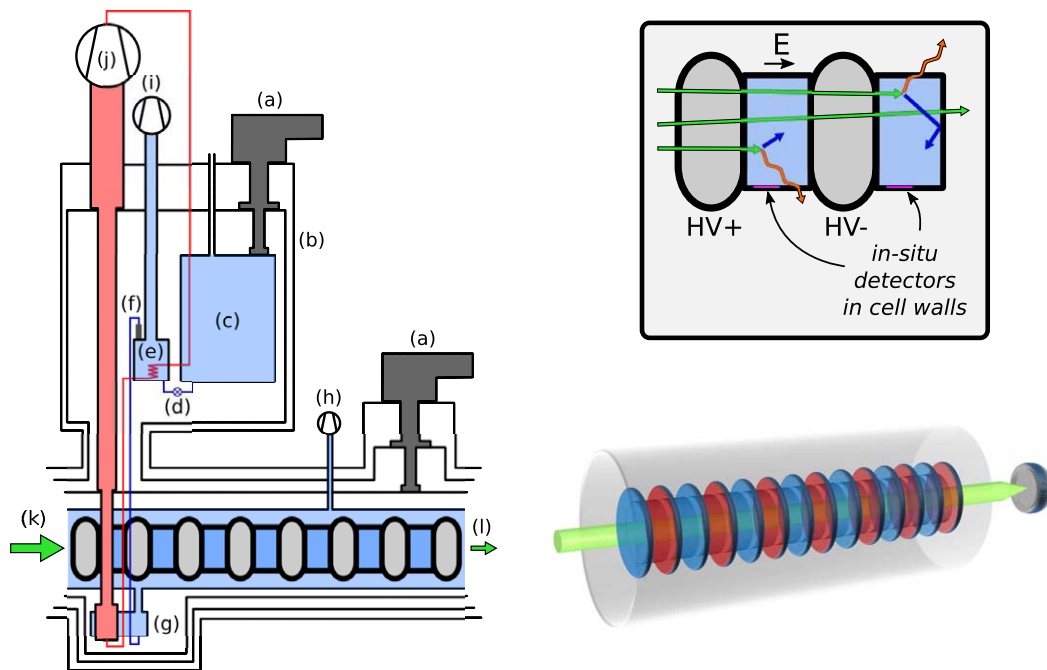 (j)
(i)
(a)
(b)
(f)
(c)
(e)
(d)
(a)
(h)
(k)
(l)
(g)
E
HV+
HV-
in-situ
detectors
in cell walls